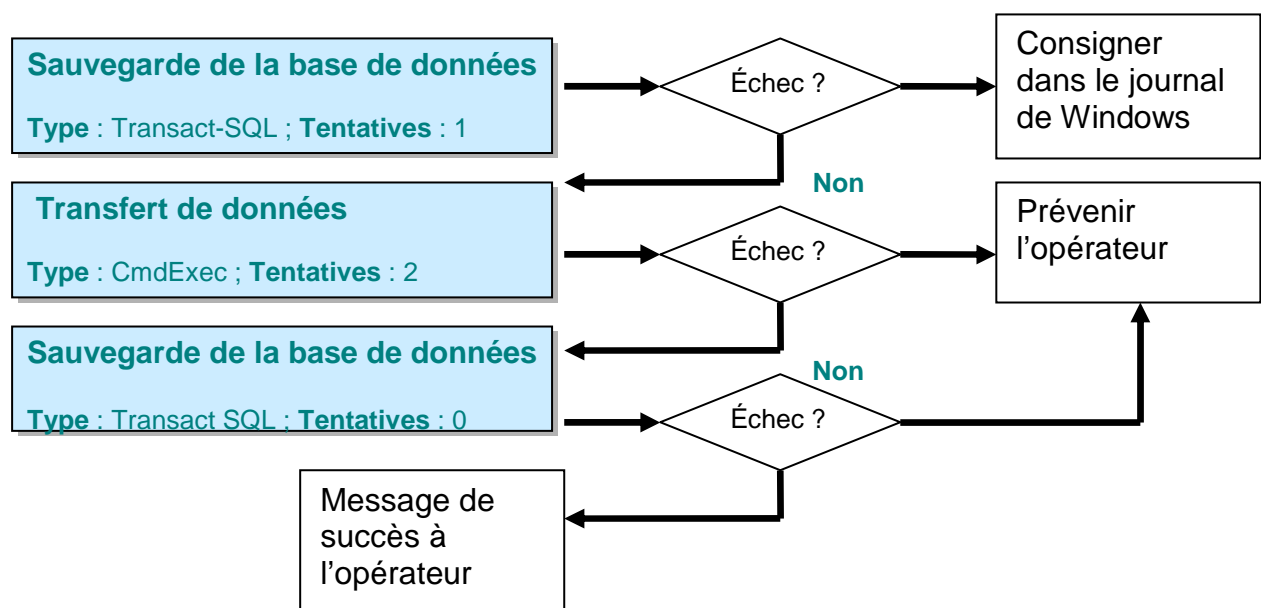 Sauvegarde de la base de données
Type : Transact-SQL ; Tentatives : 1
Échec ?
Consigner
dans le journal
de Windows
Non
Transfert de données
Type : CmdExec ; Tentatives : 2
Échec ?
Prévenir
l’opérateur
Sauvegarde de la base de données
Type : Transact SQL ; Tentatives : 0
Non
Échec ?
Message de
succès à
l’opérateur